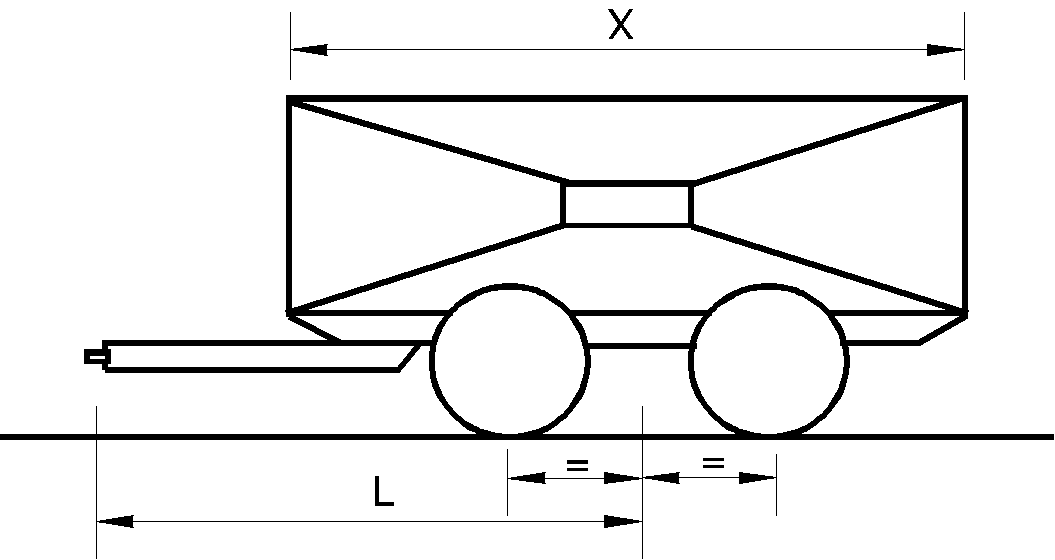 X
= =
L